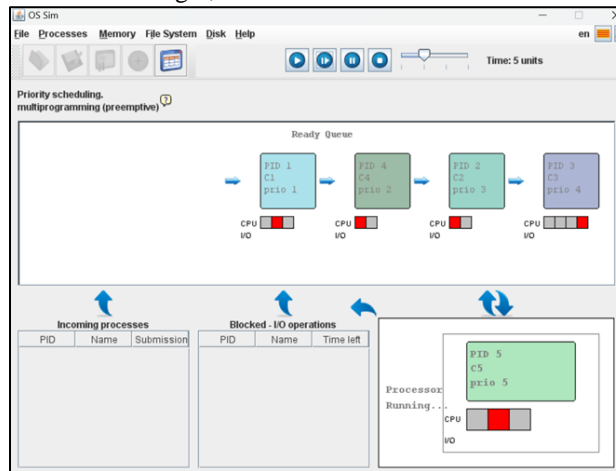 OS Sim
File Processes Memory File System Disk Help
en
Time: 5 units
Priority scheduling.
multiprogramming (preemptive)
Ready Queue
PID 1
C1
prio 1
CPU
I/O
PID 4
C4
prio 2
CPU
I/O
PID 2
C2
prio 3
CPU
I/O
PID 3
C3
prio 4
CPU
I/O
Incoming processes
PID Name Submission
Blocked - I/O operations
PID Name Time left
Processor
Running...
PID 5
C5
prio 5
CPU
I/O